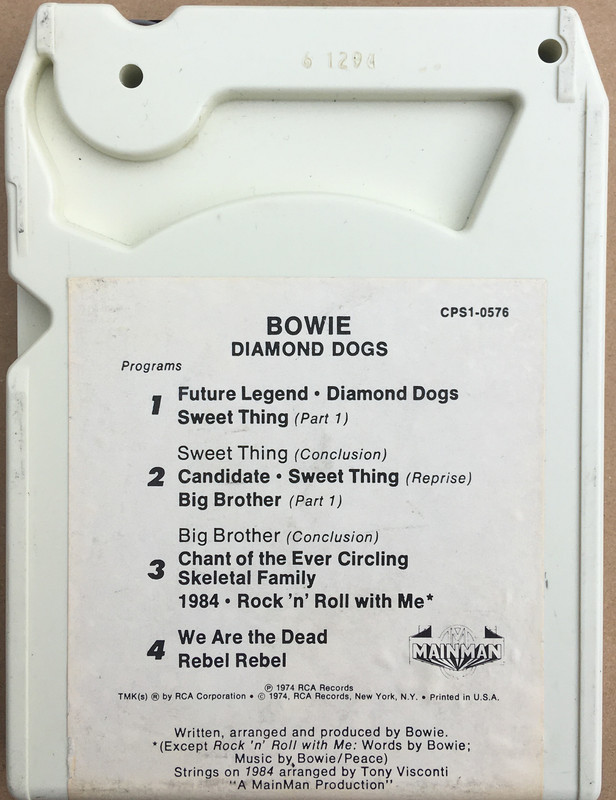 6 1298
CPS1-0576
BOWIE
DIAMOND DOGS
Programs
1 Future Legend • Diamond Dogs
Sweet Thing (Part 1)
Sweet Thing (Conclusion)
2 Candidate • Sweet Thing (Reprise)
Big Brother (Part 1)
Big Brother (Conclusion)
3 Chant of the Ever Circling
Skeletal Family
1984 • Rock 'n' Roll with Me*
4 We Are the Dead
Rebel Rebel
MAINMAN
℗ 1974 RCA Records
TMK(s) ® by RCA Corporation • © 1974, RCA Records, New York, N.Y. • Printed in U.S.A.
Written, arranged and produced by Bowie.
*(Except Rock 'n' Roll with Me: Words by Bowie;
Music by Bowie/Peace)
Strings on 1984 arranged by Tony Visconti
"A MainMan Production"